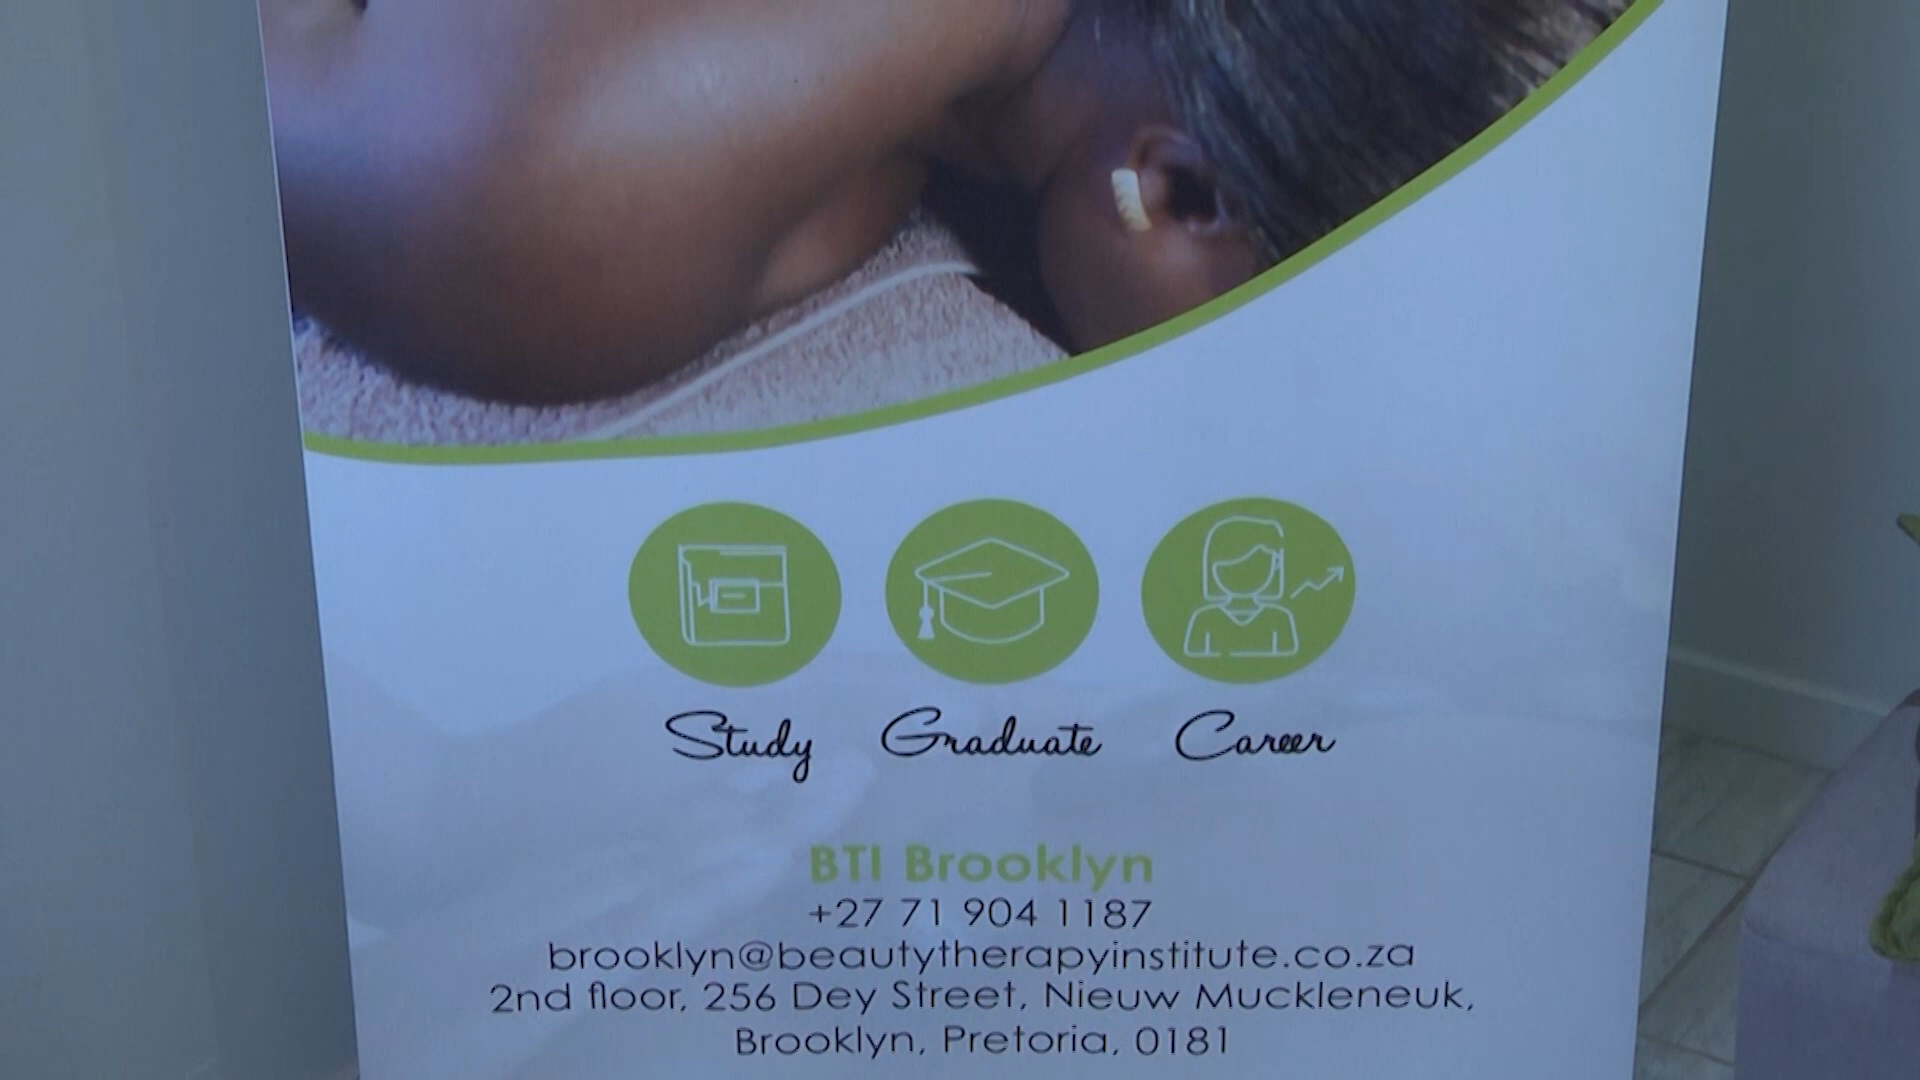 Study Graduate Career
BTI Brooklyn
+27 71 904 1187
brooklyn@beautytherapyinstitute.co.za
2nd floor, 256 Dey Street, Nieuw Muckleneuk,
Brooklyn, Pretoria, 0181